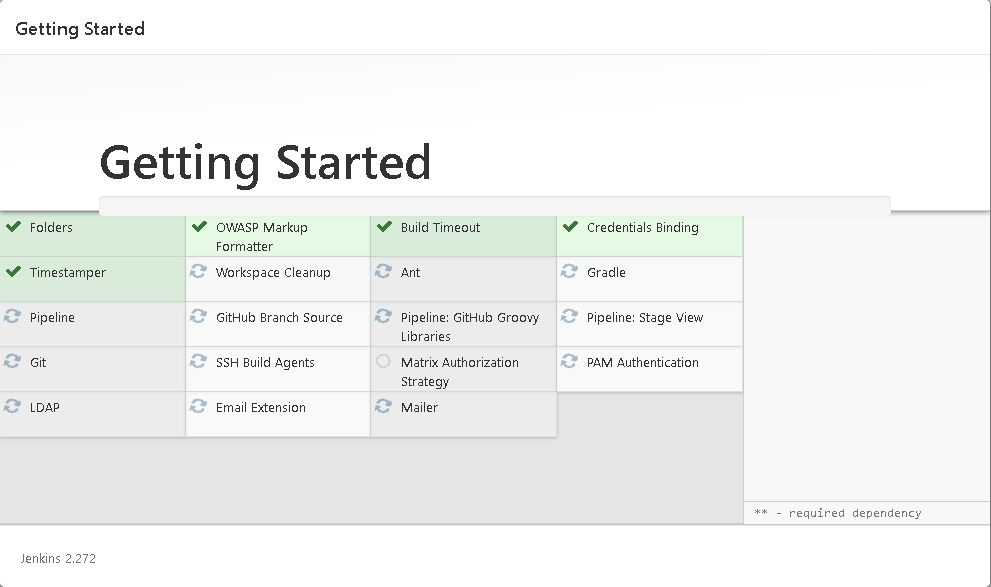 Getting Started
Getting Started
Folders
OWASP Markup
Formatter
Build Timeout
Credentials Binding
Timestamper
Workspace Cleanup
Ant
Gradle
Pipeline
GitHub Branch Source
Pipeline: GitHub Groovy
Libraries
Pipeline: Stage View
Git
SSH Build Agents
Matrix Authorization
Strategy
PAM Authentication
LDAP
Email Extension
Mailer
** - required dependency
Jenkins 2.272